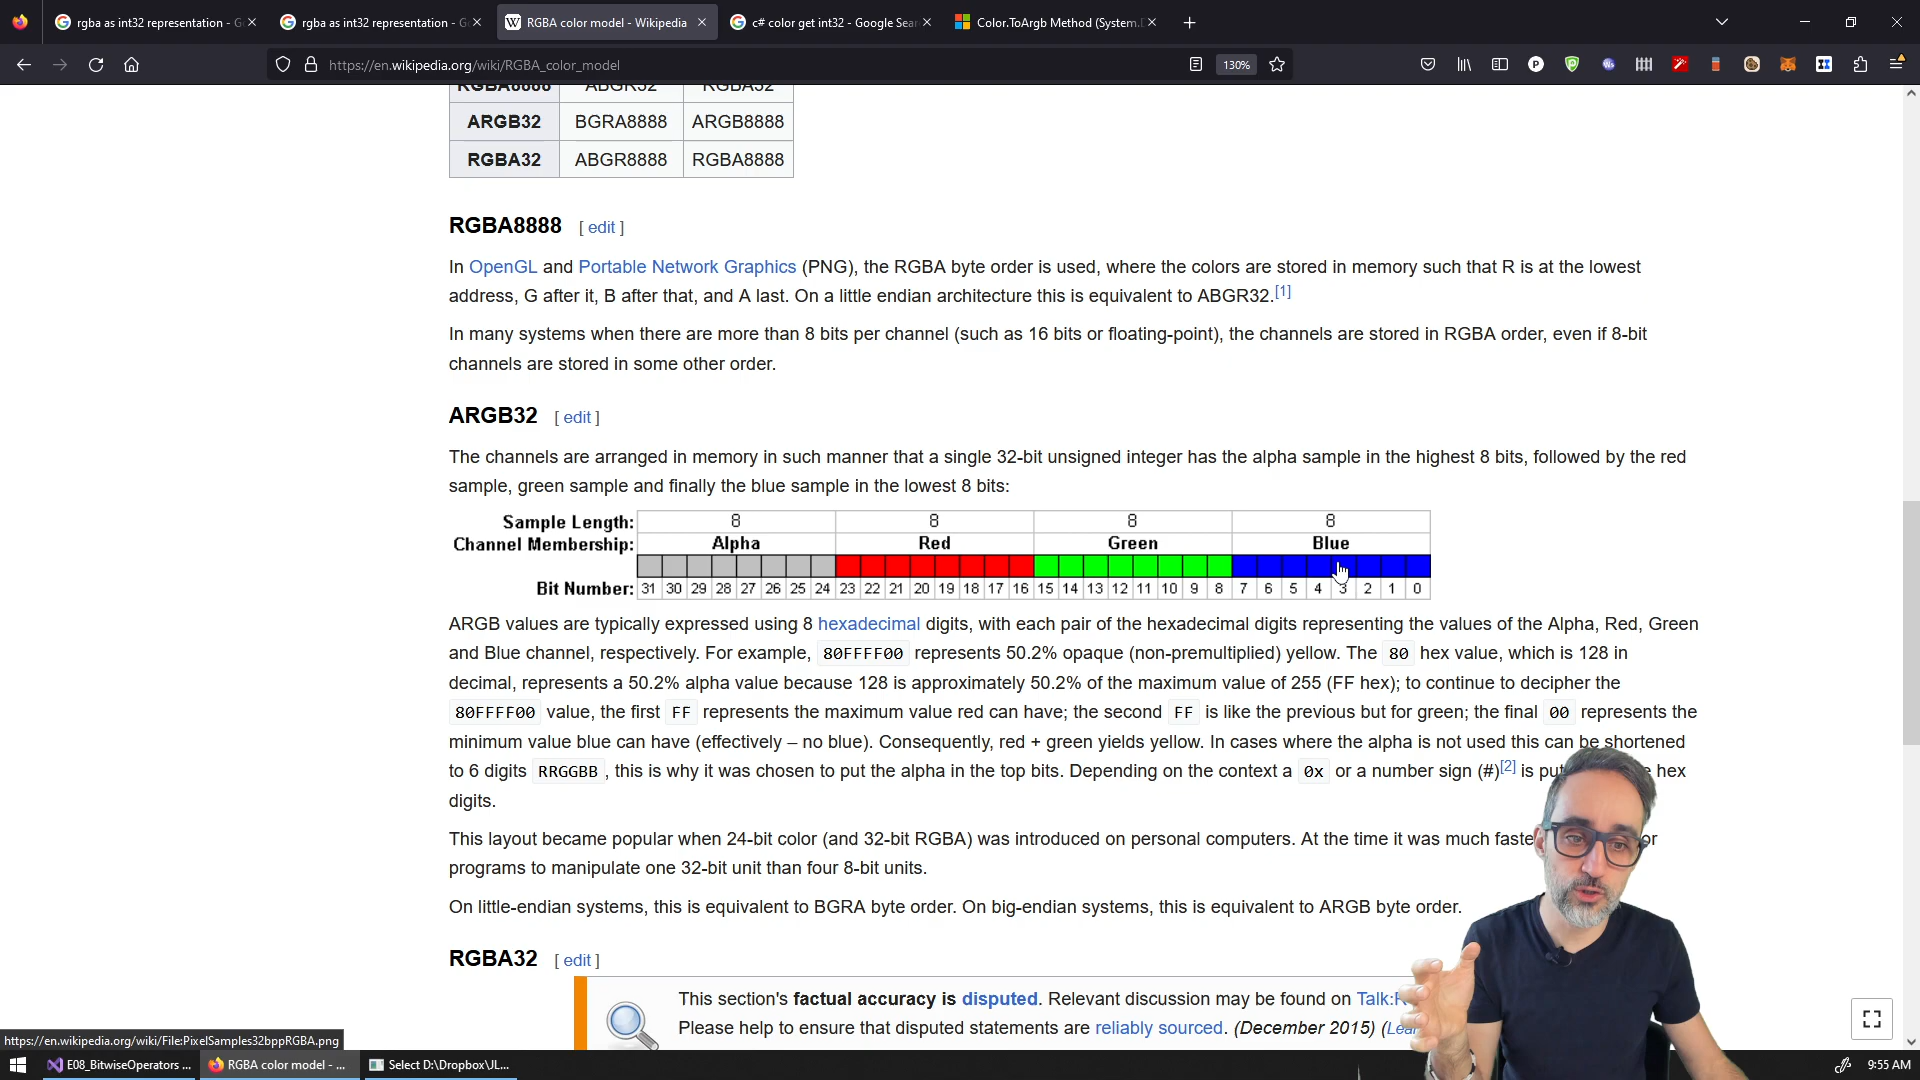 rgba as int32 representation - G
rgba as int32 representation - G
RGBA color model - Wikipedia
c# color get int32 - Google Sea
Color.ToArgb Method (System.D
https://en.wikipedia.org/wiki/RGBA_color_model
130%
RGBA8888 ABGR32 RGBA32
ARGB32 BGRA8888 ARGB8888
RGBA32 ABGR8888 RGBA8888
RGBA8888 [ edit ]
In OpenGL and Portable Network Graphics (PNG), the RGBA byte order is used, where the colors are stored in memory such that R is at the lowest
address, G after it, B after that, and A last. On a little endian architecture this is equivalent to ABGR32.[1]
In many systems when there are more than 8 bits per channel (such as 16 bits or floating-point), the channels are stored in RGBA order, even if 8-bit
channels are stored in some other order.
ARGB32 [ edit ]
The channels are arranged in memory in such manner that a single 32-bit unsigned integer has the alpha sample in the highest 8 bits, followed by the red
sample, green sample and finally the blue sample in the lowest 8 bits:
Sample Length: 8 8 8 8
Channel Membership: Alpha Red Green Blue
Bit Number: 31 30 29 28 27 26 25 24 23 22 21 20 19 18 17 16 15 14 13 12 11 10 9 8 7 6 5 4 3 2 1 0
ARGB values are typically expressed using 8 hexadecimal digits, with each pair of the hexadecimal digits representing the values of the Alpha, Red, Green
and Blue channel, respectively. For example, 80FFFF00 represents 50.2% opaque (non-premultiplied) yellow. The 80 hex value, which is 128 in
decimal, represents a 50.2% alpha value because 128 is approximately 50.2% of the maximum value of 255 (FF hex); to continue to decipher the
80FFFF00 value, the first FF represents the maximum value red can have; the second FF is like the previous but for green; the final 00 represents the
minimum value blue can have (effectively – no blue). Consequently, red + green yields yellow. In cases where the alpha is not used this can be shortened
to 6 digits RRGGBB , this is why it was chosen to put the alpha in the top bits. Depending on the context a 0x or a number sign (#)[2] is put hex
digits.
This layout became popular when 24-bit color (and 32-bit RGBA) was introduced on personal computers. At the time it was much faste or
programs to manipulate one 32-bit unit than four 8-bit units.
On little-endian systems, this is equivalent to BGRA byte order. On big-endian systems, this is equivalent to ARGB byte order.
RGBA32 [ edit ]
This section's factual accuracy is disputed. Relevant discussion may be found on Talk:R
Please help to ensure that disputed statements are reliably sourced. (December 2015) (Lear
https://en.wikipedia.org/wiki/File:PixelSamples32bppRGBA.png
E08_BitwiseOperators ...
RGBA color model - ...
Select D:\Dropbox\JL...
9:55 AM